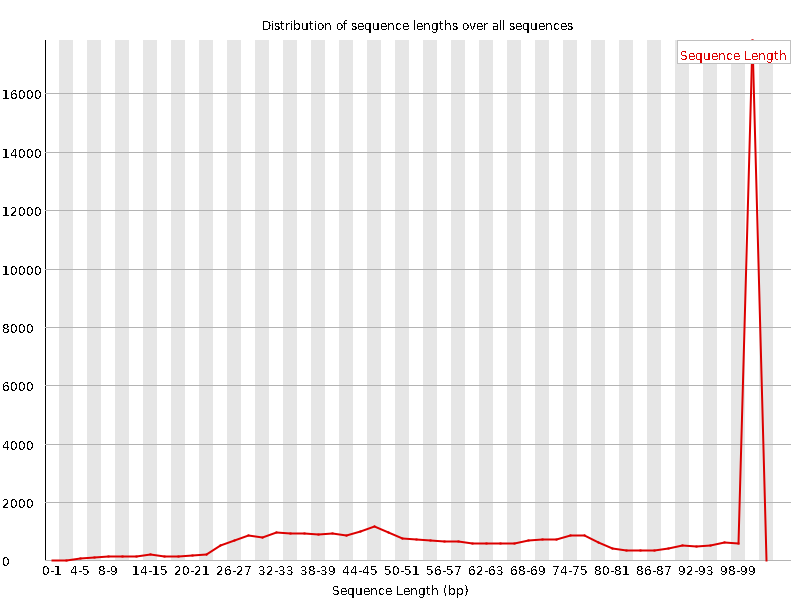 Distribution of sequence lengths over all sequences
Sequence Length
16000
14000
12000
10000
8000
6000
4000
2000
0
0-1 4-5 8-9 14-15 20-21 26-27 32-33 38-39 44-45 50-51 56-57 62-63 68-69 74-75 80-81 86-87 92-93 98-99
Sequence Length (bp)